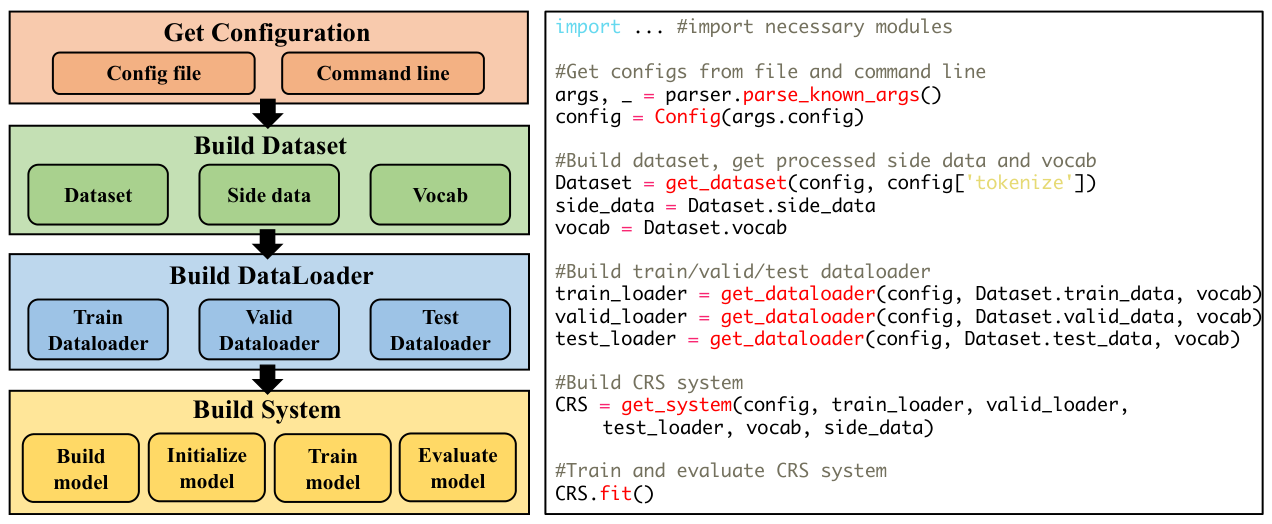 Get Configuration
Config file
Command line
Build Dataset
Dataset
Side data
Vocab
Build DataLoader
Train
Dataloader
Valid
Dataloader
Test
Dataloader
Build System
Build
model
Initialize
model
Train
model
Evaluate
model
import ... #import necessary modules
#Get configs from file and command line
args, _ = parser.parse_known_args()
config = Config(args.config)
#Build dataset, get processed side data and vocab
Dataset = get_dataset(config, config['tokenize'])
side_data = Dataset.side_data
vocab = Dataset.vocab
#Build train/valid/test dataloader
train_loader = get_dataloader(config, Dataset.train_data, vocab)
valid_loader = get_dataloader(config, Dataset.valid_data, vocab)
test_loader = get_dataloader(config, Dataset.test_data, vocab)
#Build CRS system
CRS = get_system(config, train_loader, valid_loader,
test_loader, vocab, side_data)
#Train and evaluate CRS system
CRS.fit()